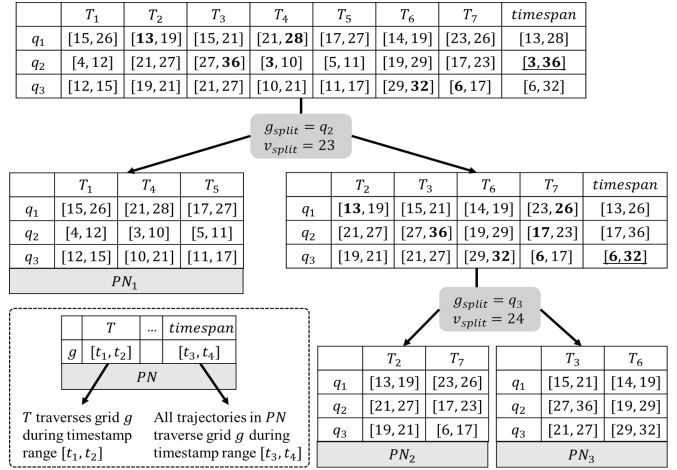 T₁ T₂ T₃ T₄ T₅ T₆ T₇ timespan
q₁ [15, 26] [13, 19] [15, 21] [21, 28] [17, 27] [14, 19] [23, 26] [13, 28]
q₂ [4, 12] [21, 27] [27, 36] [3, 10] [5, 11] [19, 29] [17, 23] [3, 36]
q₃ [12, 15] [19, 21] [21, 27] [10, 21] [11, 17] [29, 32] [6, 17] [6, 32]
g_split = q₂
v_split = 23
T₁ T₄ T₅
q₁ [15, 26] [21, 28] [17, 27]
q₂ [4, 12] [3, 10] [5, 11]
q₃ [12, 15] [10, 21] [11, 17]
PN₁
T₂ T₃ T₆ T₇ timespan
q₁ [13, 19] [15, 21] [14, 19] [23, 26] [13, 26]
q₂ [21, 27] [27, 36] [19, 29] [17, 23] [17, 36]
q₃ [19, 21] [21, 27] [29, 32] [6, 17] [6, 32]
g_split = q₃
v_split = 24
T ... timespan
g [t₁, t₂] [t₃, t₄]
PN
T traverses grid g
during timestamp
range [t₁, t₂]
All trajectories in PN
traverse grid g during
timestamp range [t₃, t₄]
T₂ T₇
q₁ [13, 19] [23, 26]
q₂ [21, 27] [17, 23]
q₃ [19, 21] [6, 17]
PN₂
T₃ T₆
q₁ [15, 21] [14, 19]
q₂ [27, 36] [19, 29]
q₃ [21, 27] [29, 32]
PN₃